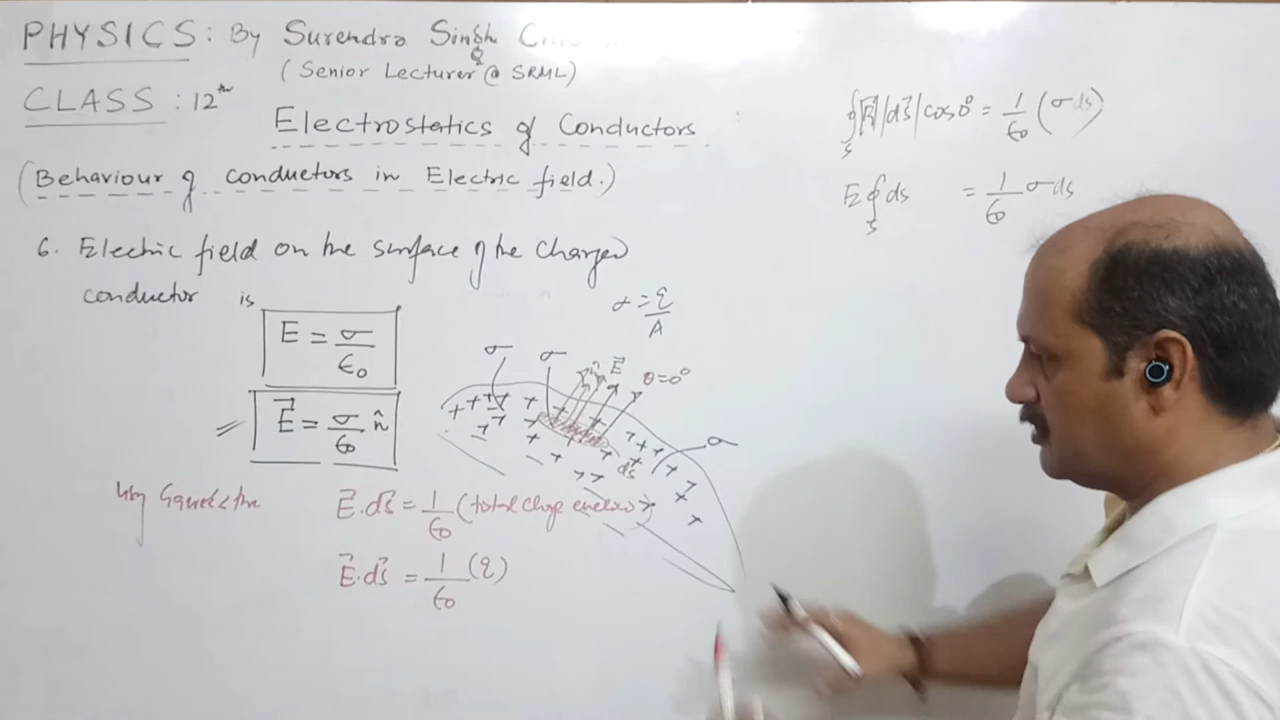 PHYSICS: By Surendra Singh
(Senior Lecturer @ SRML)
CLASS : 12th
Electrostatics of Conductors
(Behaviour of conductors in Electric field.)
6. Electric field on the surface of the charged
conductor is
E = σ/ϵ₀
E⃗ = σ/ϵ₀ n̂
σ = q/A
σ σ n̂ E⃗ θ=0°
σ
ds
E⃗.ds⃗ = 1/ϵ₀ (total charge
E⃗.ds⃗ = 1/ϵ₀ (q)
∮s |E⃗| |ds⃗| cos0° = 1/ϵ₀ (σ ds)
E ∮s ds = 1/ϵ₀ σ ds